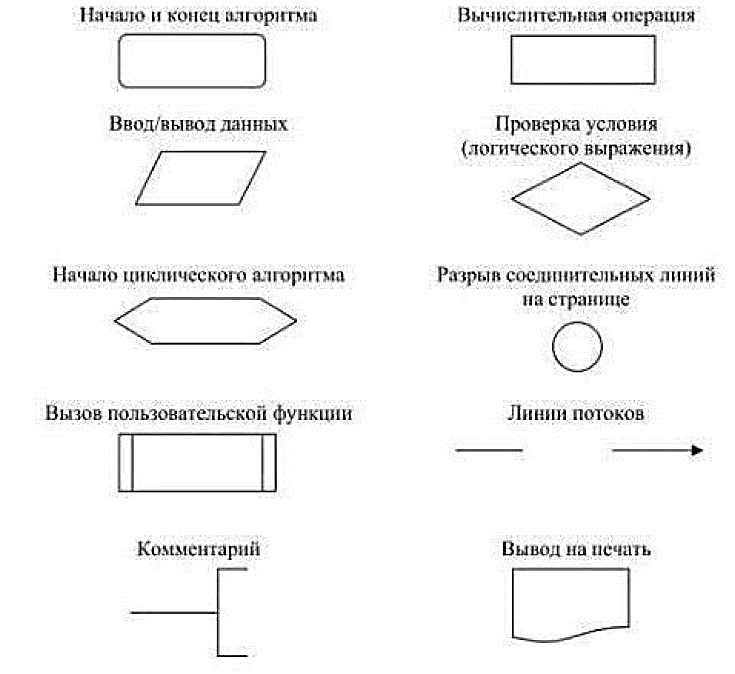 Начало и конец алгоритма
Вычислительная операция
Ввод/вывод данных
Проверка условия
(логического выражения)
Начало циклического алгоритма
Разрыв соединительных линий
на странице
Вызов пользовательской функции
Линии потоков
Комментарий
Вывод на печать